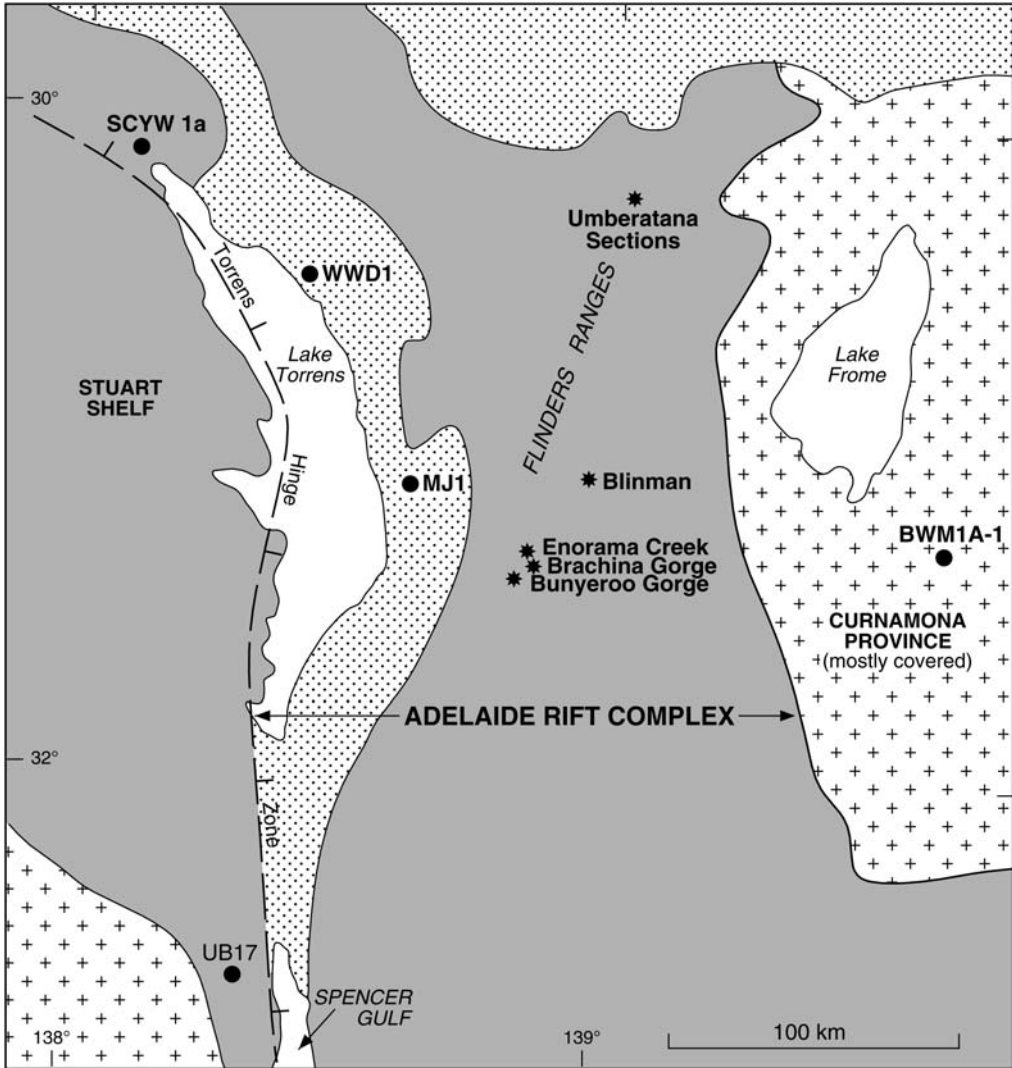 30°
SCYW 1a
Umberatana
Sections
Torrens
WWD1
FLINDERS RANGES
Lake
Torrens
Lake
Frome
STUART
SHELF
Hinge
MJ1
Blinman
BWM1A-1
Enorama Creek
Brachina Gorge
Bunyeroo Gorge
CURNAMONA
PROVINCE
(mostly covered)
ADELAIDE RIFT COMPLEX
32°
Zone
UB17
SPENCER
GULF
138°
139°
100 km